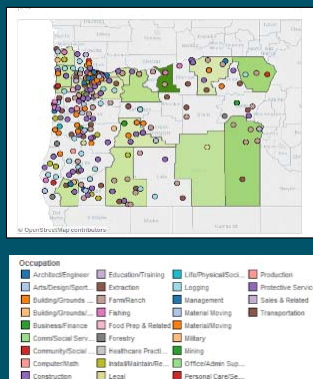 © OpenStreetMap contributors
Occupation
Architect/Engineer
Arts/Design/Sport...
Building/Grounds ...
Building/Grounds/...
Business/Finance
Comm/Social Serv...
Community/Social ...
Computer/Math
Construction
Education/Training
Extraction
Farm/Ranch
Fishing
Food Prep & Related
Forestry
Healthcare Practi...
Install/Maintain/Re...
Legal
Life/Physical/Soci...
Logging
Management
Material Moving
Material/Moving
Military
Mining
Office/Admin Sup...
Personal Care/Se...
Production
Protective Service
Sales & Related
Transportation